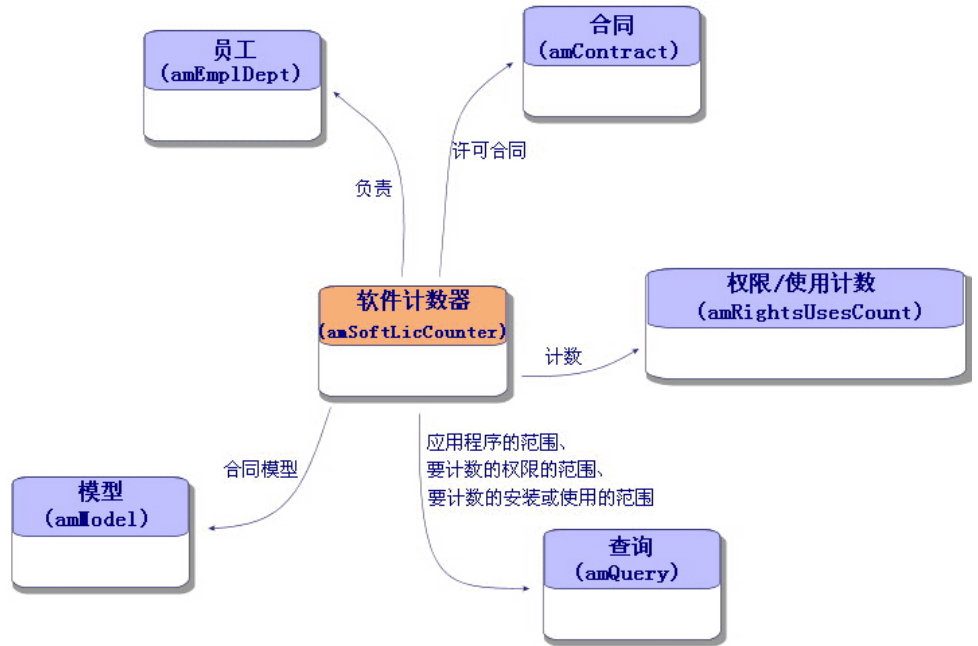 员工
(amEmplDept)
合同
(amContract)
许可合同
负责
软件计数器
(amSoftLicCounter)
权限/使用计数
(amRightsUsesCount)
计数
应用程序的范围、
要计数的权限的范围、
要计数的安装或使用的范围
合同模型
模型
(amModel)
查询
(amQuery)